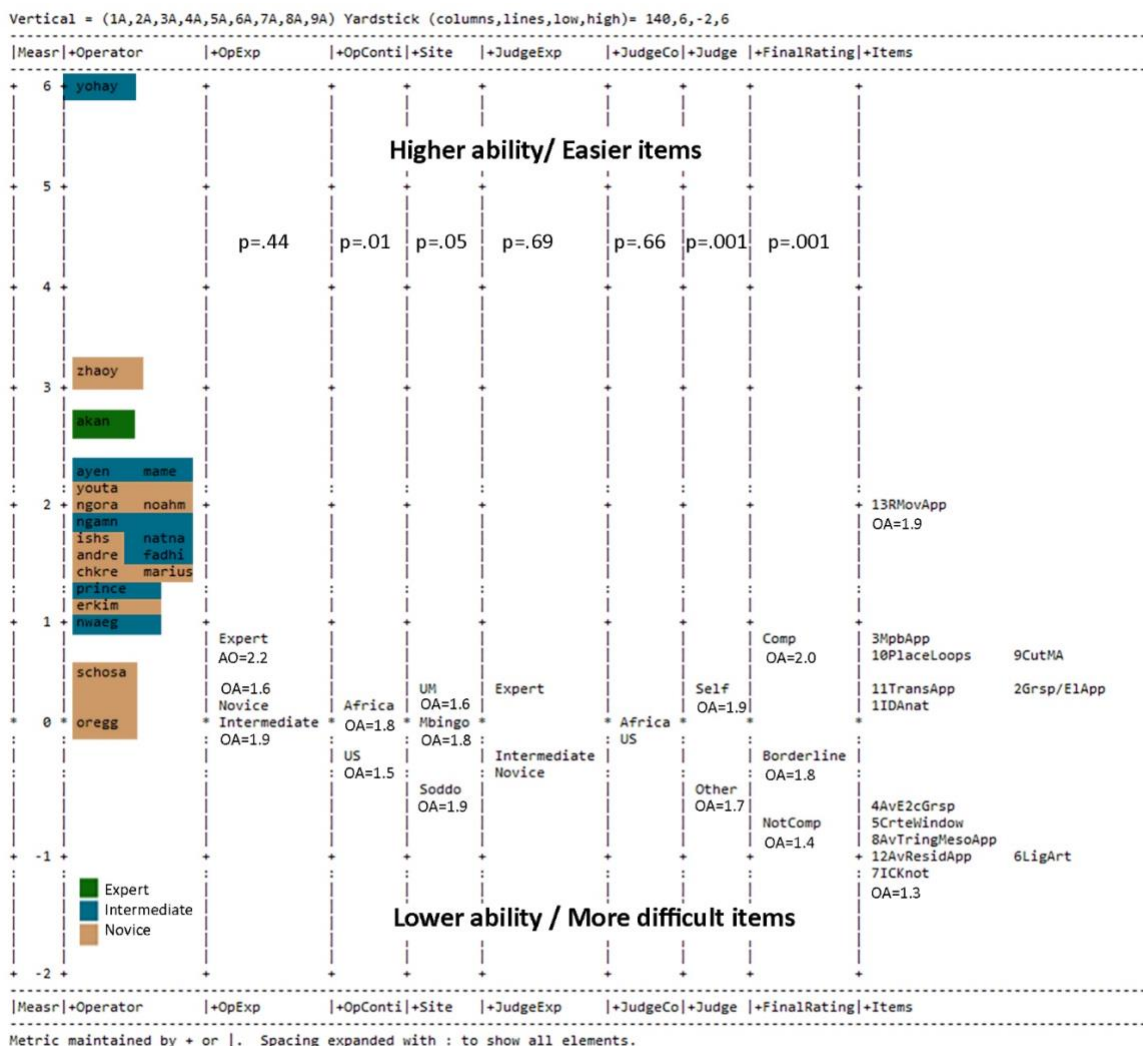 Vertical = (1A,2A,3A,4A,5A,6A,7A,8A,9A) Yardstick (columns,lines,low,high)= 140,6,-2,6
|Measr|+Operator |+OpExp |+OpConti|+Site |+JudgeExp |+JudgeCo|+Judge |+FinalRating|+Items
+ 6 + yohay + + + + + + +
Higher ability/ Easier items
+ 5 + + + + + + + +
p=.44 p=.01 p=.05 p=.69 p=.66 p=.001 p=.001
+ 4 + + + + + + + +
zhaoy
+ 3 + + + + + + + +
akan
ayen mame
: : youta : : : : : : :
+ 2 + ngora noahm + + + + + + + 13RMovApp
ngamn OA=1.9
ishs natna
andre fadhi
chkre marius
: : prince : : : : : : :
erkim
+ 1 + nwaeg + + + + + + +
Expert Comp 3MpbApp
AO=2.2 OA=2.0 10PlaceLoops 9CutMA
schosa
OA=1.6 UM Expert Self 11TransApp 2Grsp/ElApp
Novice Africa OA=1.6 OA=1.9 1IDAnat
* 0 * oregg * Intermediate * OA=1.8 * Mbingo * * Africa * * *
OA=1.9 OA=1.8 US
US Intermediate Borderline
OA=1.5 Novice OA=1.8
Soddo Other
OA=1.9 OA=1.7 4AvE2cGrsp
NotComp 5CrteWindow
OA=1.4 8AvTringMesoApp
+ -1 + + + + + + + + 12AvResidApp 6LigArt
7ICKnot
OA=1.3
Expert
Intermediate
Novice
Lower ability / More difficult items
+ -2 + + + + + + + +
|Measr|+Operator |+OpExp |+OpConti|+Site |+JudgeExp |+JudgeCo|+Judge |+FinalRating|+Items
Metric maintained by + or |. Spacing expanded with : to show all elements.